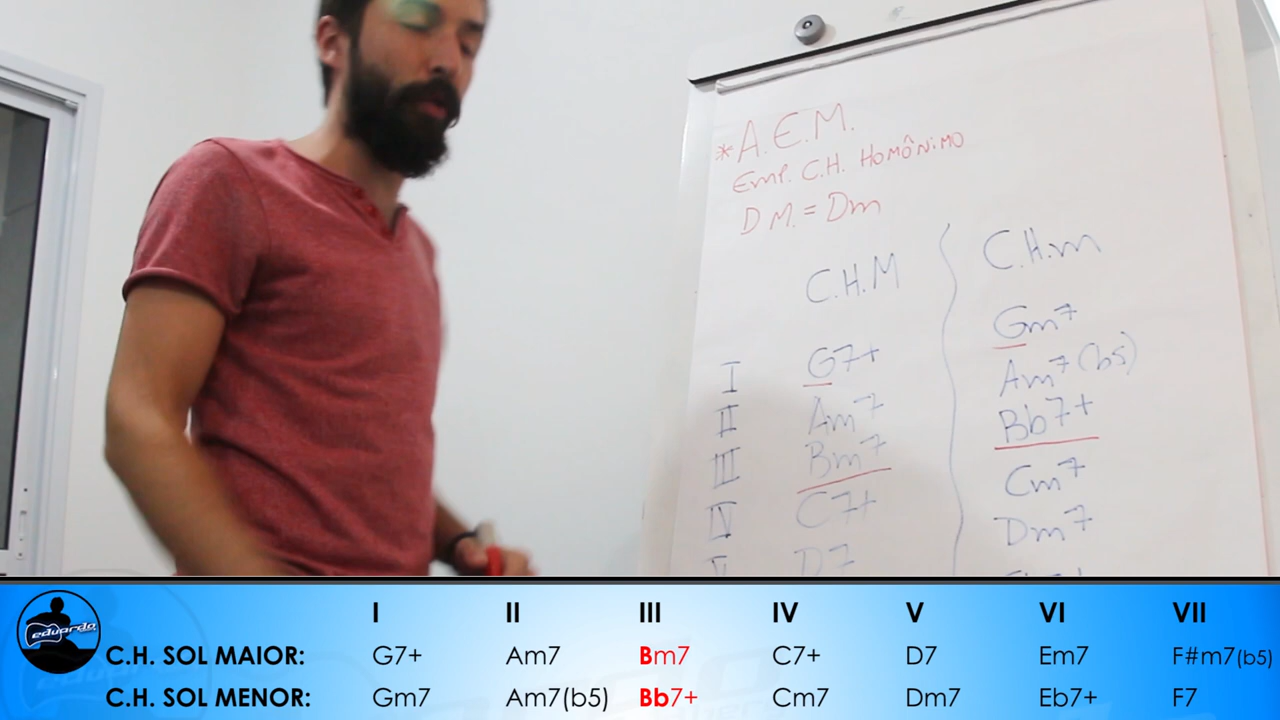 *A.E.M.
Emp. C.H. HOMÔNIMO
D M. = Dm
C.H.M C.H.m
I G7+ Gm7
II Am7 Am7(b5)
III Bm7 Bb7+
IV C7+ Cm7
V D7 Dm7
eduardo
I II III IV V VI VII
C.H. SOL MAIOR: G7+ Am7 Bm7 C7+ D7 Em7 F#m7(b5)
C.H. SOL MENOR: Gm7 Am7(b5) Bb7+ Cm7 Dm7 Eb7+ F7